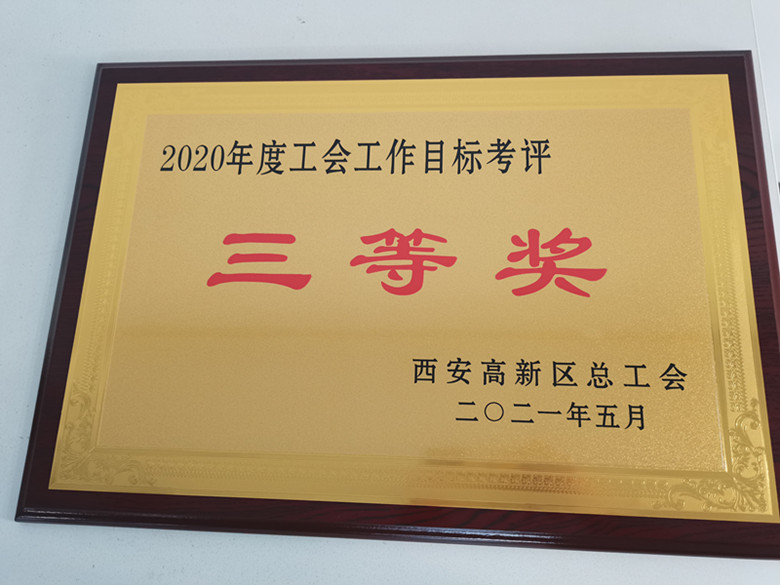 2020年度工会工作目标考评
三等奖
西安高新区总工会
二〇二一年五月